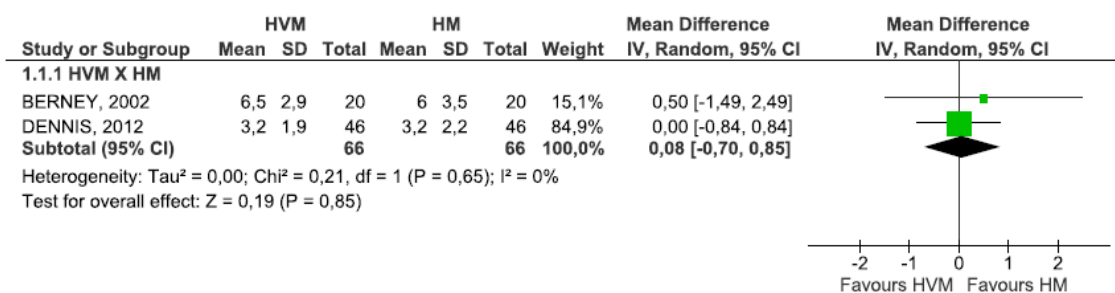 HVM HM Mean Difference Mean Difference
Study or Subgroup Mean SD Total Mean SD Total Weight IV, Random, 95% CI IV, Random, 95% CI
1.1.1 HVM X HM
BERNEY, 2002 6,5 2,9 20 6 3,5 20 15,1% 0,50 [-1,49, 2,49]
DENNIS, 2012 3,2 1,9 46 3,2 2,2 46 84,9% 0,00 [-0,84, 0,84]
Subtotal (95% CI) 66 66 100,0% 0,08 [-0,70, 0,85]
Heterogeneity: Tau² = 0,00; Chi² = 0,21, df = 1 (P = 0,65); I² = 0%
Test for overall effect: Z = 0,19 (P = 0,85)
-2 -1 0 1 2
Favours HVM Favours HM